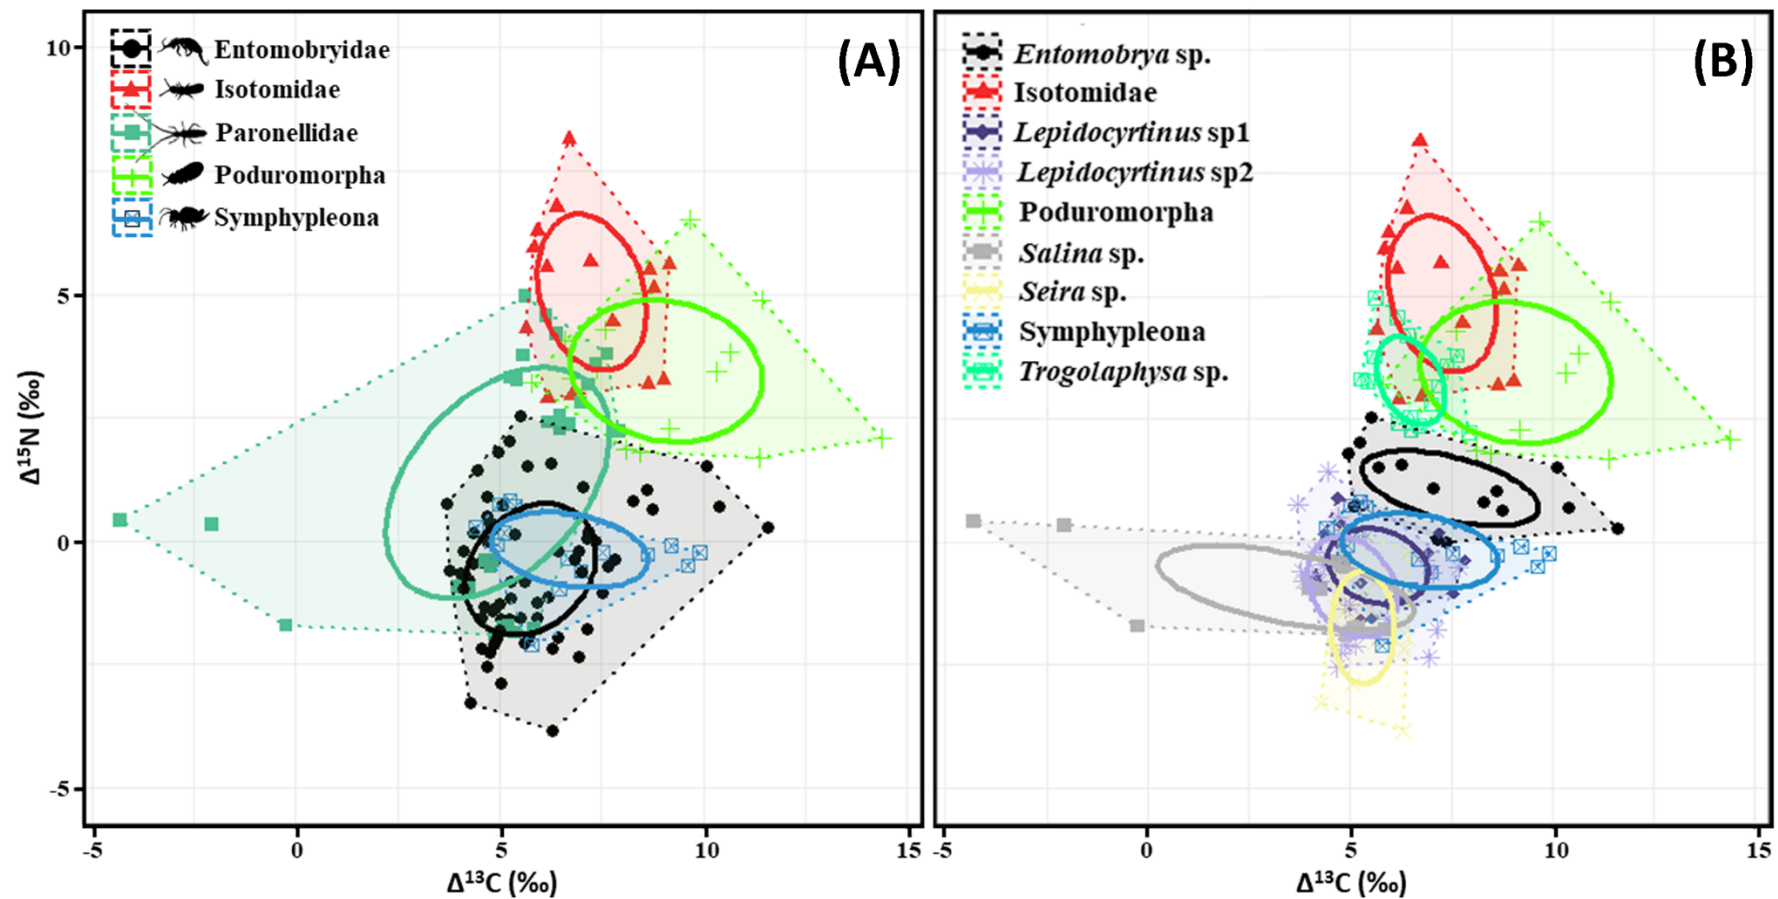 (A)
Entomobryidae
Isotomidae
Paronellidae
Poduromorpha
Symphypleona
10
5
0
-5
Δ¹⁵N (‰)
-5 0 5 10 15
Δ¹³C (‰)
(B)
Entomobrya sp.
Isotomidae
Lepidocyrtinus sp1
Lepidocyrtinus sp2
Poduromorpha
Salina sp.
Seira sp.
Symphypleona
Trogolaphysa sp.
-5 0 5 10 15
Δ¹³C (‰)